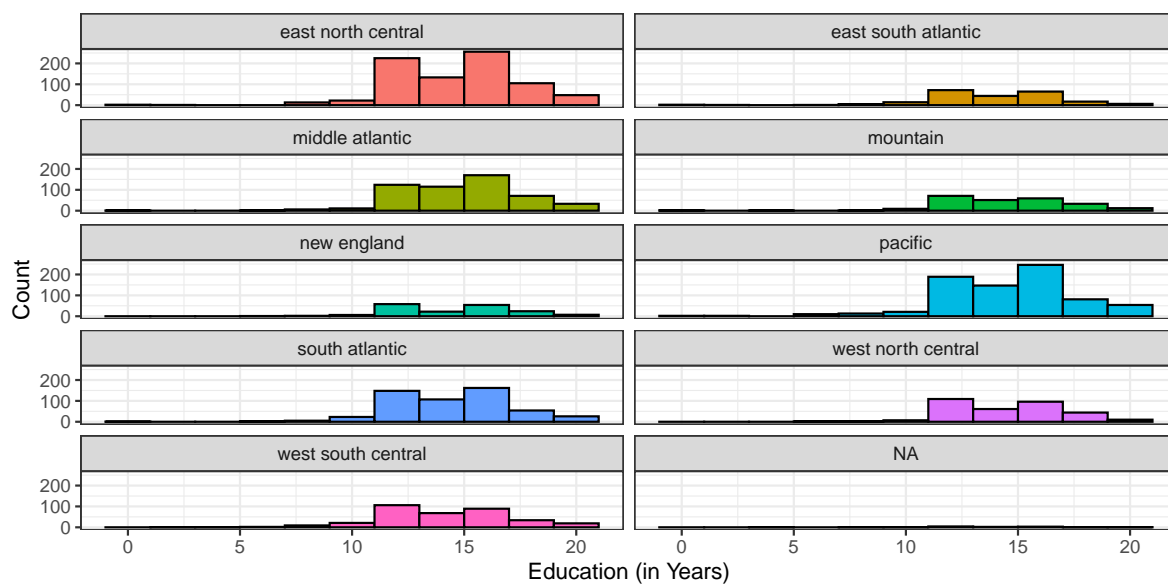 east north central
east south atlantic
200
100
0
middle atlantic
mountain
200
100
0
new england
pacific
200
100
0
south atlantic
west north central
200
100
0
west south central
NA
200
100
0
0 5 10 15 20 0 5 10 15 20
Education (in Years)
Count